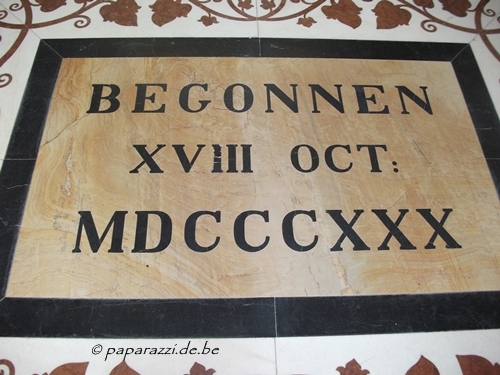 BEGONNEN
XVIII OCT:
MDCCCXXX
© paparazzi.de.be